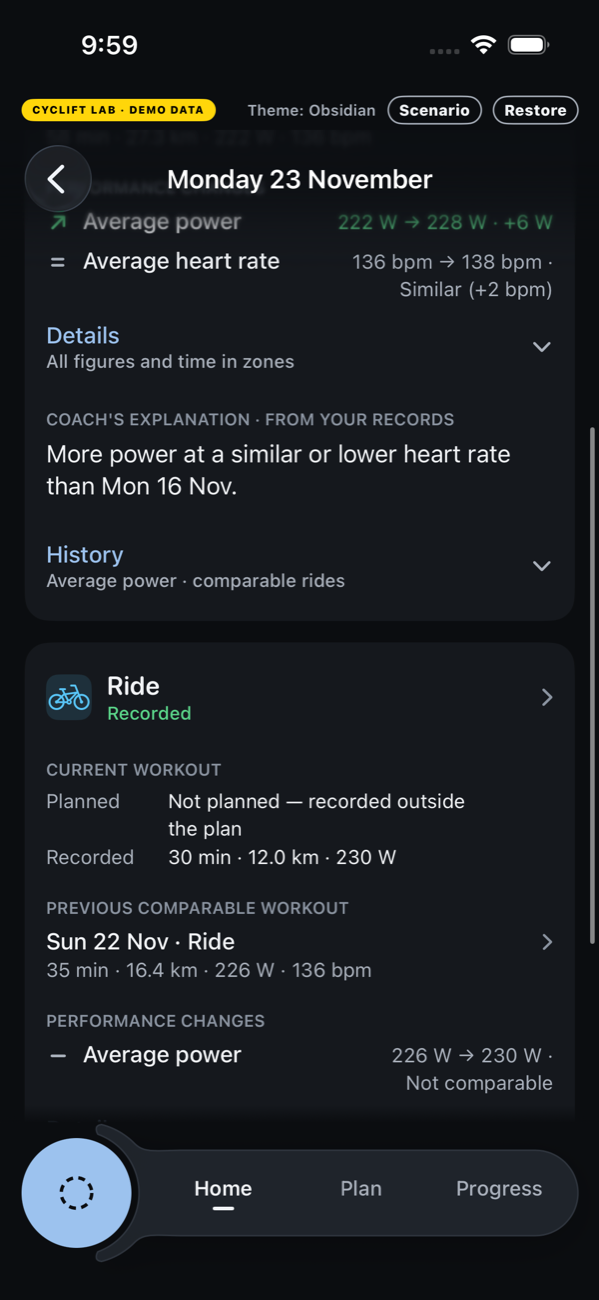 9:59
CYCLIFT LAB · DEMO DATA
Theme: Obsidian
Scenario
Restore
Monday 23 November
Average power
222 W → 228 W · +6 W
= Average heart rate
136 bpm → 138 bpm ·
Similar (+2 bpm)
Details
All figures and time in zones
COACH'S EXPLANATION · FROM YOUR RECORDS
More power at a similar or lower heart rate
than Mon 16 Nov.
History
Average power · comparable rides
Ride
Recorded
CURRENT WORKOUT
Planned
Not planned — recorded outside
the plan
Recorded
30 min · 12.0 km · 230 W
PREVIOUS COMPARABLE WORKOUT
Sun 22 Nov · Ride
35 min · 16.4 km · 226 W · 136 bpm
PERFORMANCE CHANGES
– Average power
226 W → 230 W ·
Not comparable
Home
Plan
Progress